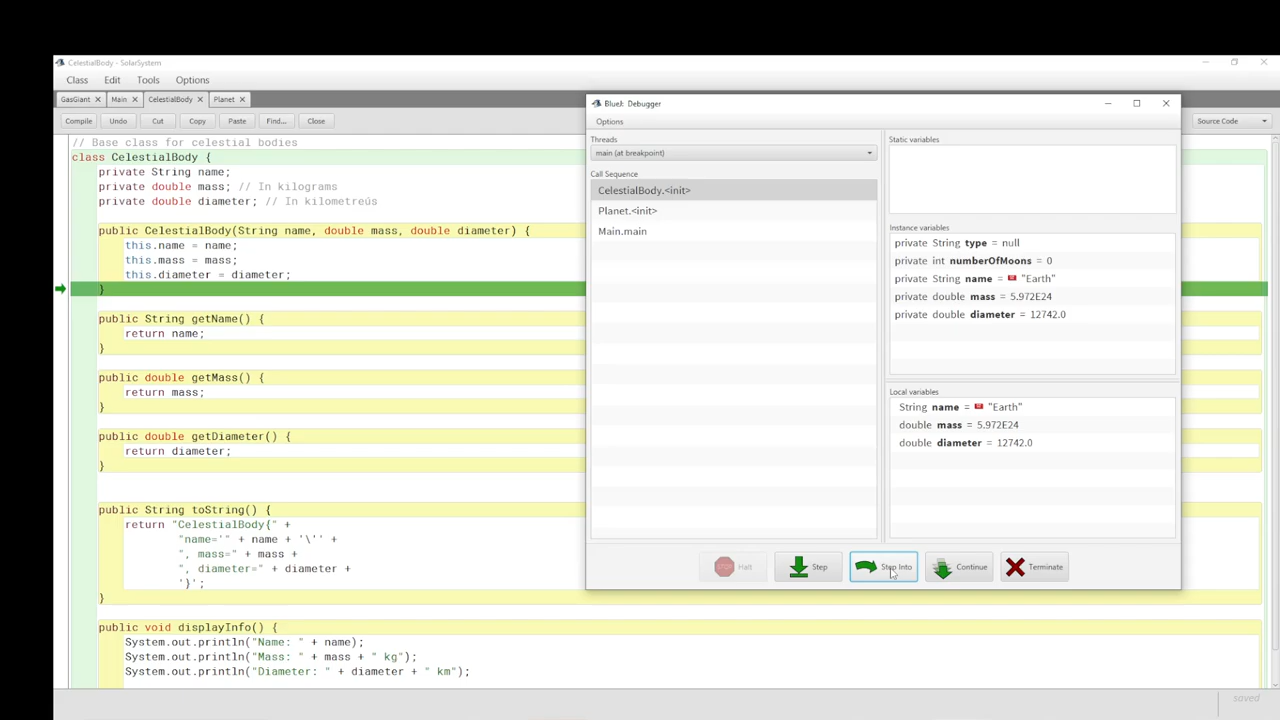 CelestialBody - SolarSystem
Class Edit Tools Options
GasGiant Main CelestialBody Planet
Compile Undo Cut Copy Paste Find... Close Source Code
// Base class for celestial bodies
class CelestialBody {
private String name;
private double mass; // In kilograms
private double diameter; // In kilometreús
public CelestialBody(String name, double mass, double diameter) {
this.name = name;
this.mass = mass;
this.diameter = diameter;
}
public String getName() {
return name;
}
public double getMass() {
return mass;
}
public double getDiameter() {
return diameter;
}
public String toString() {
return "CelestialBody{" +
"name='" + name + '\'' +
", mass=" + mass +
", diameter=" + diameter +
'}';
}
public void displayInfo() {
System.out.println("Name: " + name);
System.out.println("Mass: " + mass + " kg");
System.out.println("Diameter: " + diameter + " km");
saved
BlueJ: Debugger
Options
Threads
main (at breakpoint)
Call Sequence
CelestialBody.<init>
Planet.<init>
Main.main
Static variables
Instance variables
private String type = null
private int numberOfMoons = 0
private String name = "Earth"
private double mass = 5.972E24
private double diameter = 12742.0
Local variables
String name = "Earth"
double mass = 5.972E24
double diameter = 12742.0
STOP Halt Step Step Into Continue Terminate